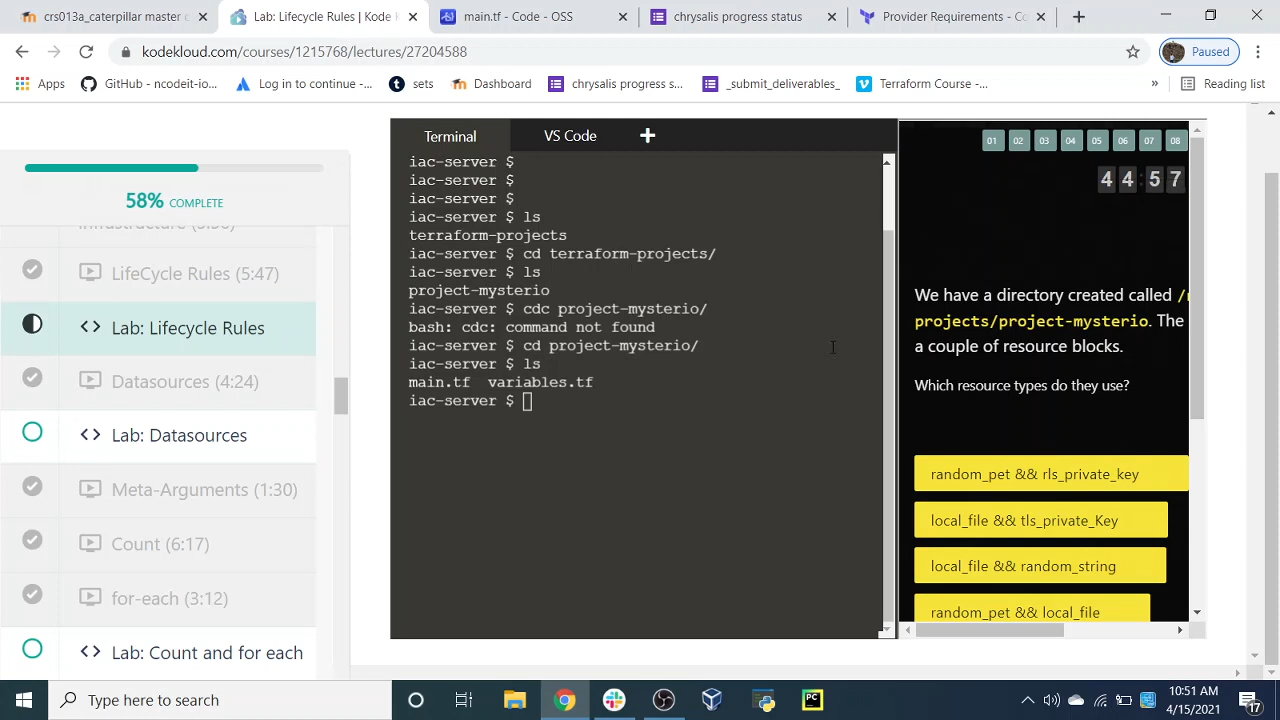 crs013a_caterpillar master
Lab: Lifecycle Rules | Kode K
main.tf - Code - OSS
chrysalis progress status
Provider Requirements - Co
kodekloud.com/courses/1215768/lectures/27204588
Paused
Apps
GitHub - ncodeit-io...
Log in to continue -...
sets
Dashboard
chrysalis progress s...
_submit_deliverables_
Terraform Course -...
»
Reading list
58% COMPLETE
LifeCycle Rules (5:47)
<> Lab: Lifecycle Rules
Datasources (4:24)
<> Lab: Datasources
Meta-Arguments (1:30)
Count (6:17)
for-each (3:12)
<> Lab: Count and for each
Terminal
VS Code
iac-server $
iac-server $
iac-server $
iac-server $ ls
terraform-projects
iac-server $ cd terraform-projects/
iac-server $ ls
project-mysterio
iac-server $ cdc project-mysterio/
bash: cdc: command not found
iac-server $ cd project-mysterio/
iac-server $ ls
main.tf variables.tf
iac-server $
01 02 03 04 05 06 07 08
44:57
We have a directory created called /
projects/project-mysterio. The
a couple of resource blocks.
Which resource types do they use?
random_pet && rls_private_key
local_file && tls_private_Key
local_file && random_string
random_pet && local_file
Type here to search
PC
10:51 AM
4/15/2021
17